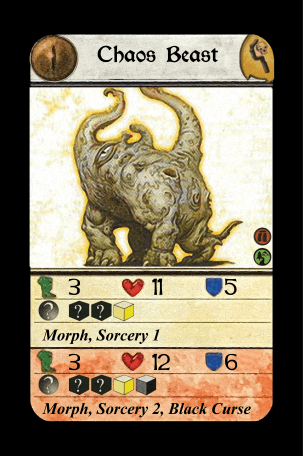 Chaos Beast
3 11 5
? ? ?
Morph, Sorcery 1
3 12 6
? ? ?
Morph, Sorcery 2, Black Curse